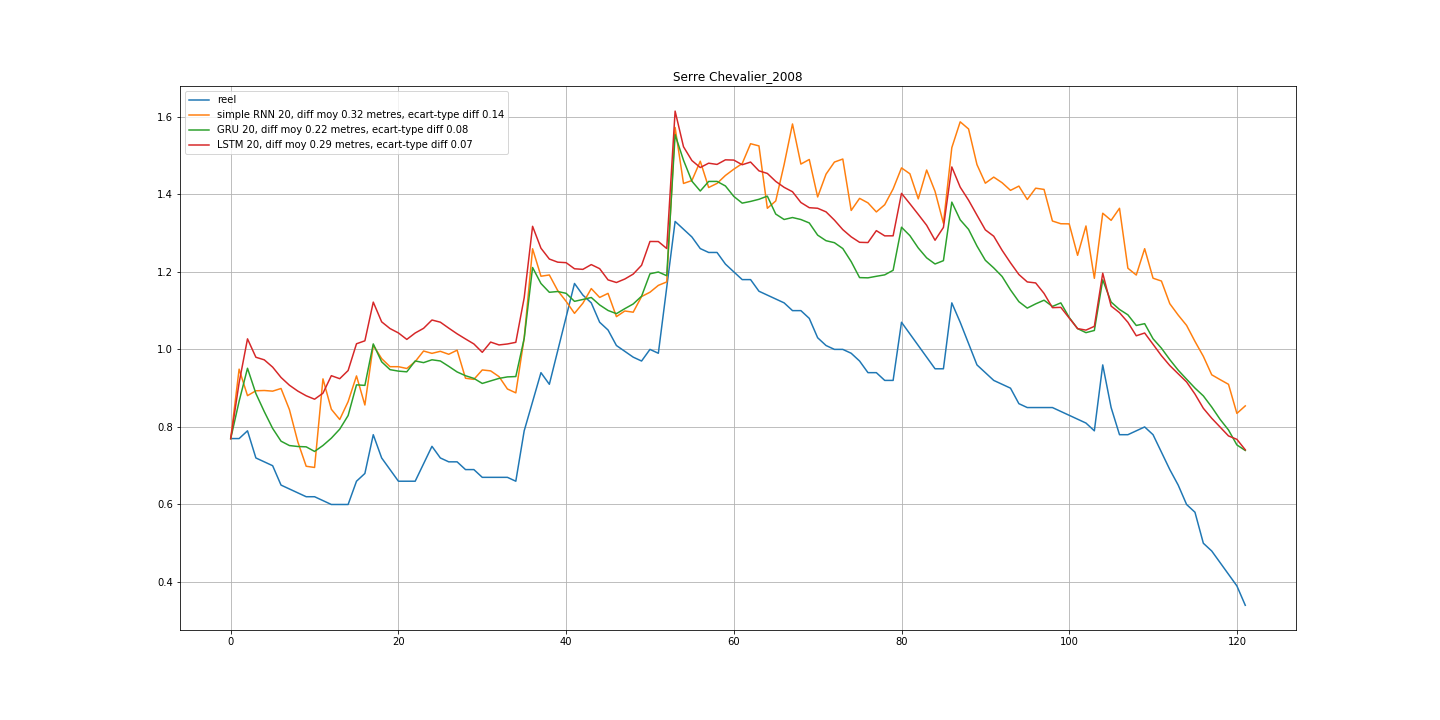 Serre Chevalier_2008
reel
simple RNN 20, diff moy 0.32 metres, ecart-type diff 0.14
GRU 20, diff moy 0.22 metres, ecart-type diff 0.08
LSTM 20, diff moy 0.29 metres, ecart-type diff 0.07
1.6
1.4
1.2
1.0
0.8
0.6
0.4
0 20 40 60 80 100 120